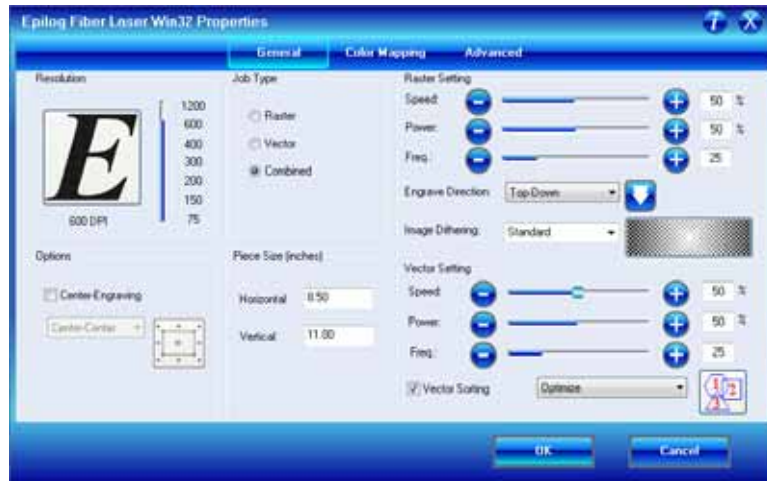 Epilog Fiber Laser Win32 Properties
General
Color Mapping
Advanced
Resolution
E
600 DPI
1200
600
400
300
200
150
75
Job Type
Raster
Vector
Combined
Raster Setting
Speed:
50 %
Power:
50 %
Freq.:
25
Engrave Direction:
Top Down
Image Dithering:
Standard
Options
Center-Engraving
Center-Center
Piece Size (inches)
Horizontal
8.50
Vertical
11.00
Vector Setting
Speed:
50 %
Power:
50 %
Freq.:
25
Vector Sorting
Optimize
1
2
3
OK
Cancel